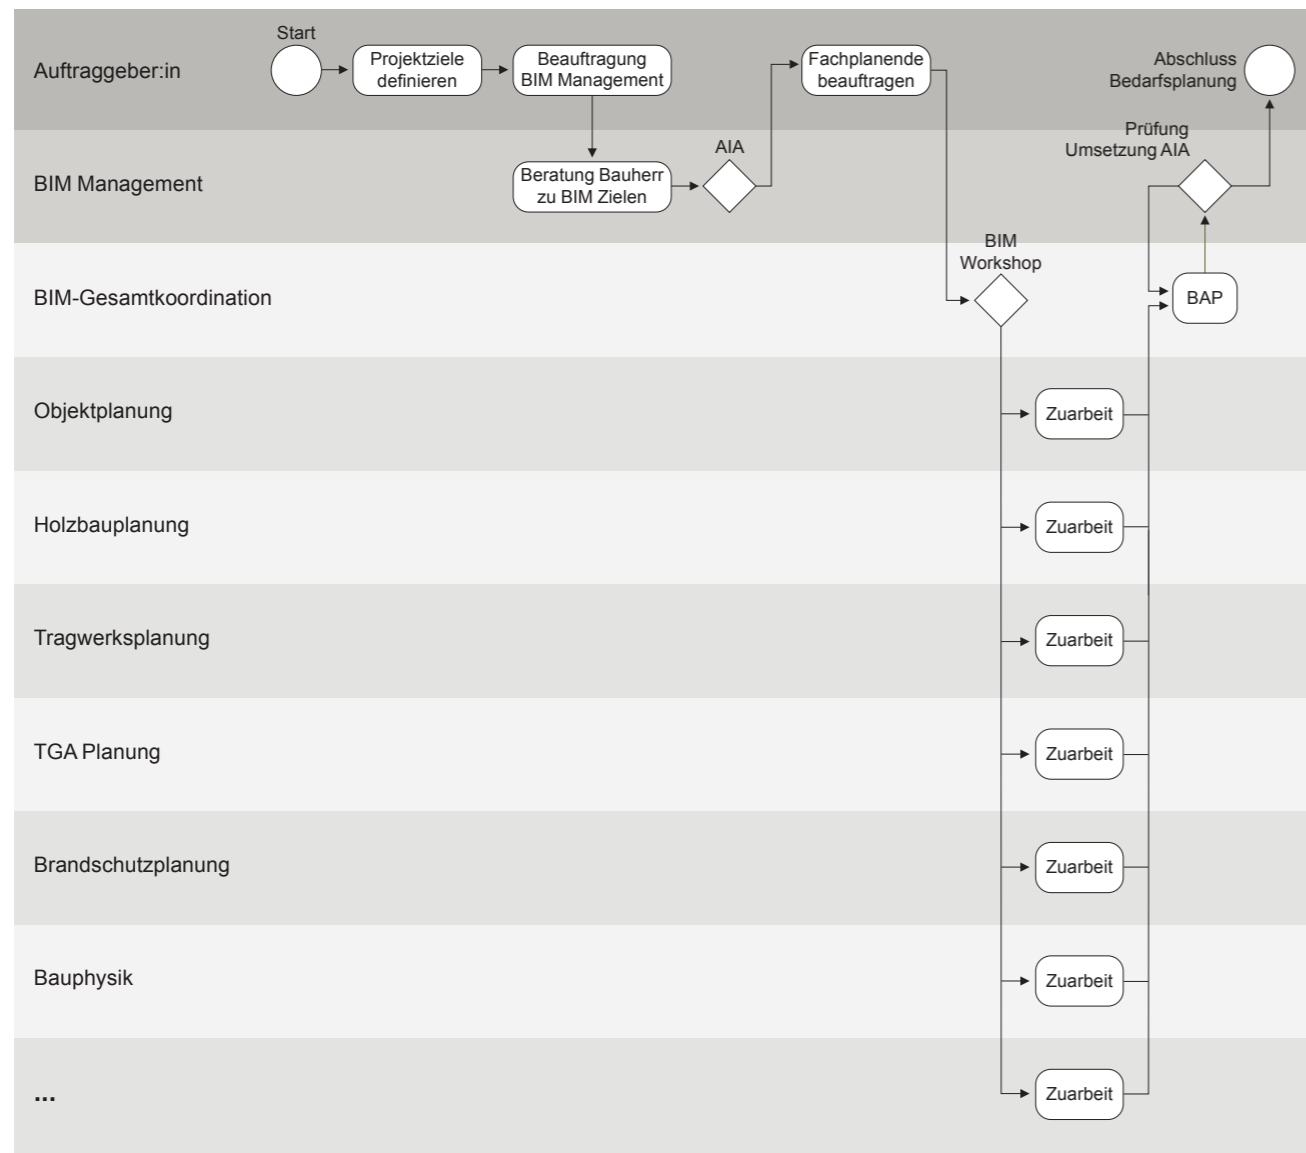 Start
Auftraggeber:in
Projektziele
definieren
Beauftragung
BIM Management
Fachplanende
beauftragen
Abschluss
Bedarfsplanung
BIM Management
Beratung Bauherr
zu BIM Zielen
AIA
Prüfung
Umsetzung AIA
BIM-Gesamtkoordination
BIM
Workshop
BAP
Objektplanung
Zuarbeit
Holzbauplanung
Zuarbeit
Tragwerksplanung
Zuarbeit
TGA Planung
Zuarbeit
Brandschutzplanung
Zuarbeit
Bauphysik
Zuarbeit
...
Zuarbeit